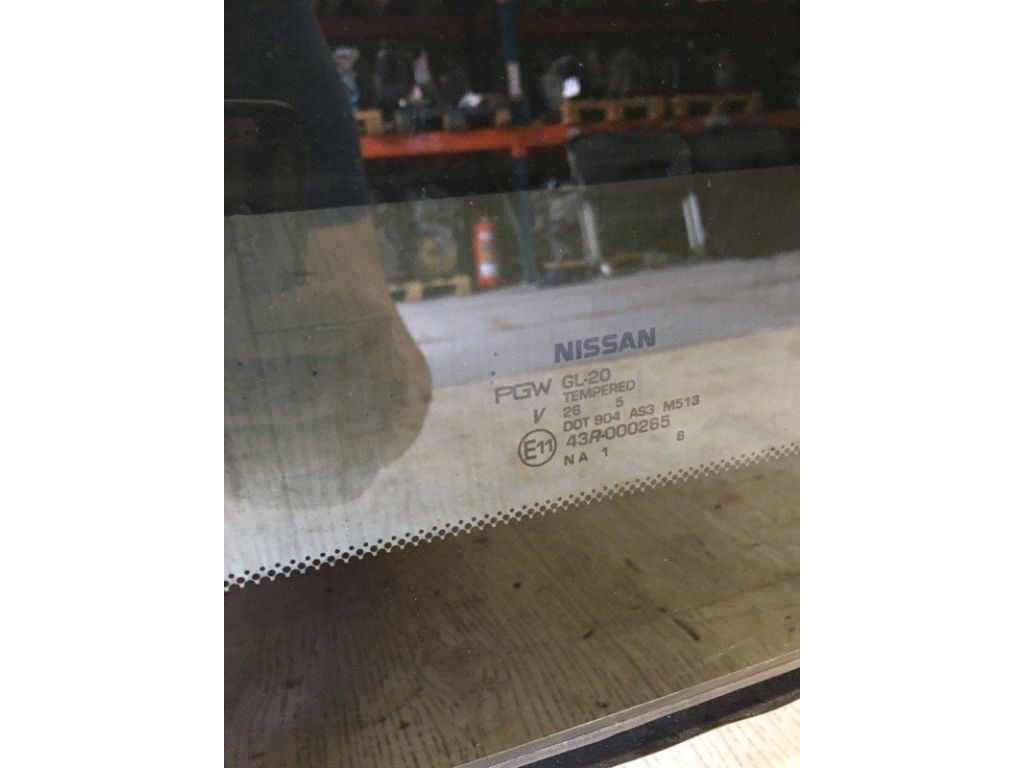 NISSAN
PGW GL-20
TEMPERED
V 26 5
DOT 904 AS3 M513
E11 43R-000265
NA 1 8